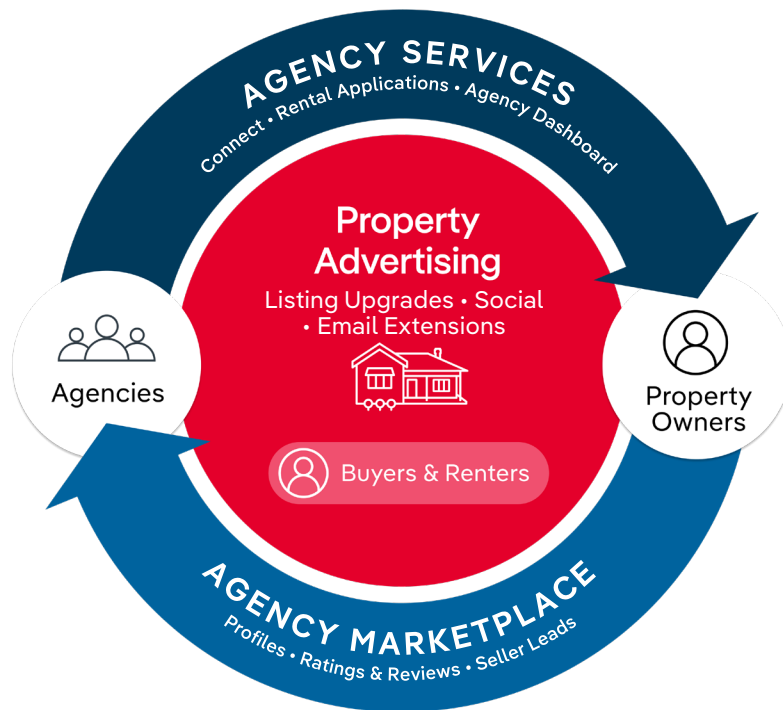 AGENCY SERVICES
Connect • Rental Applications • Agency Dashboard
Property
Advertising
Listing Upgrades • Social
• Email Extensions
Agencies
Property
Owners
Buyers & Renters
AGENCY MARKETPLACE
Profiles • Ratings & Reviews • Seller Leads